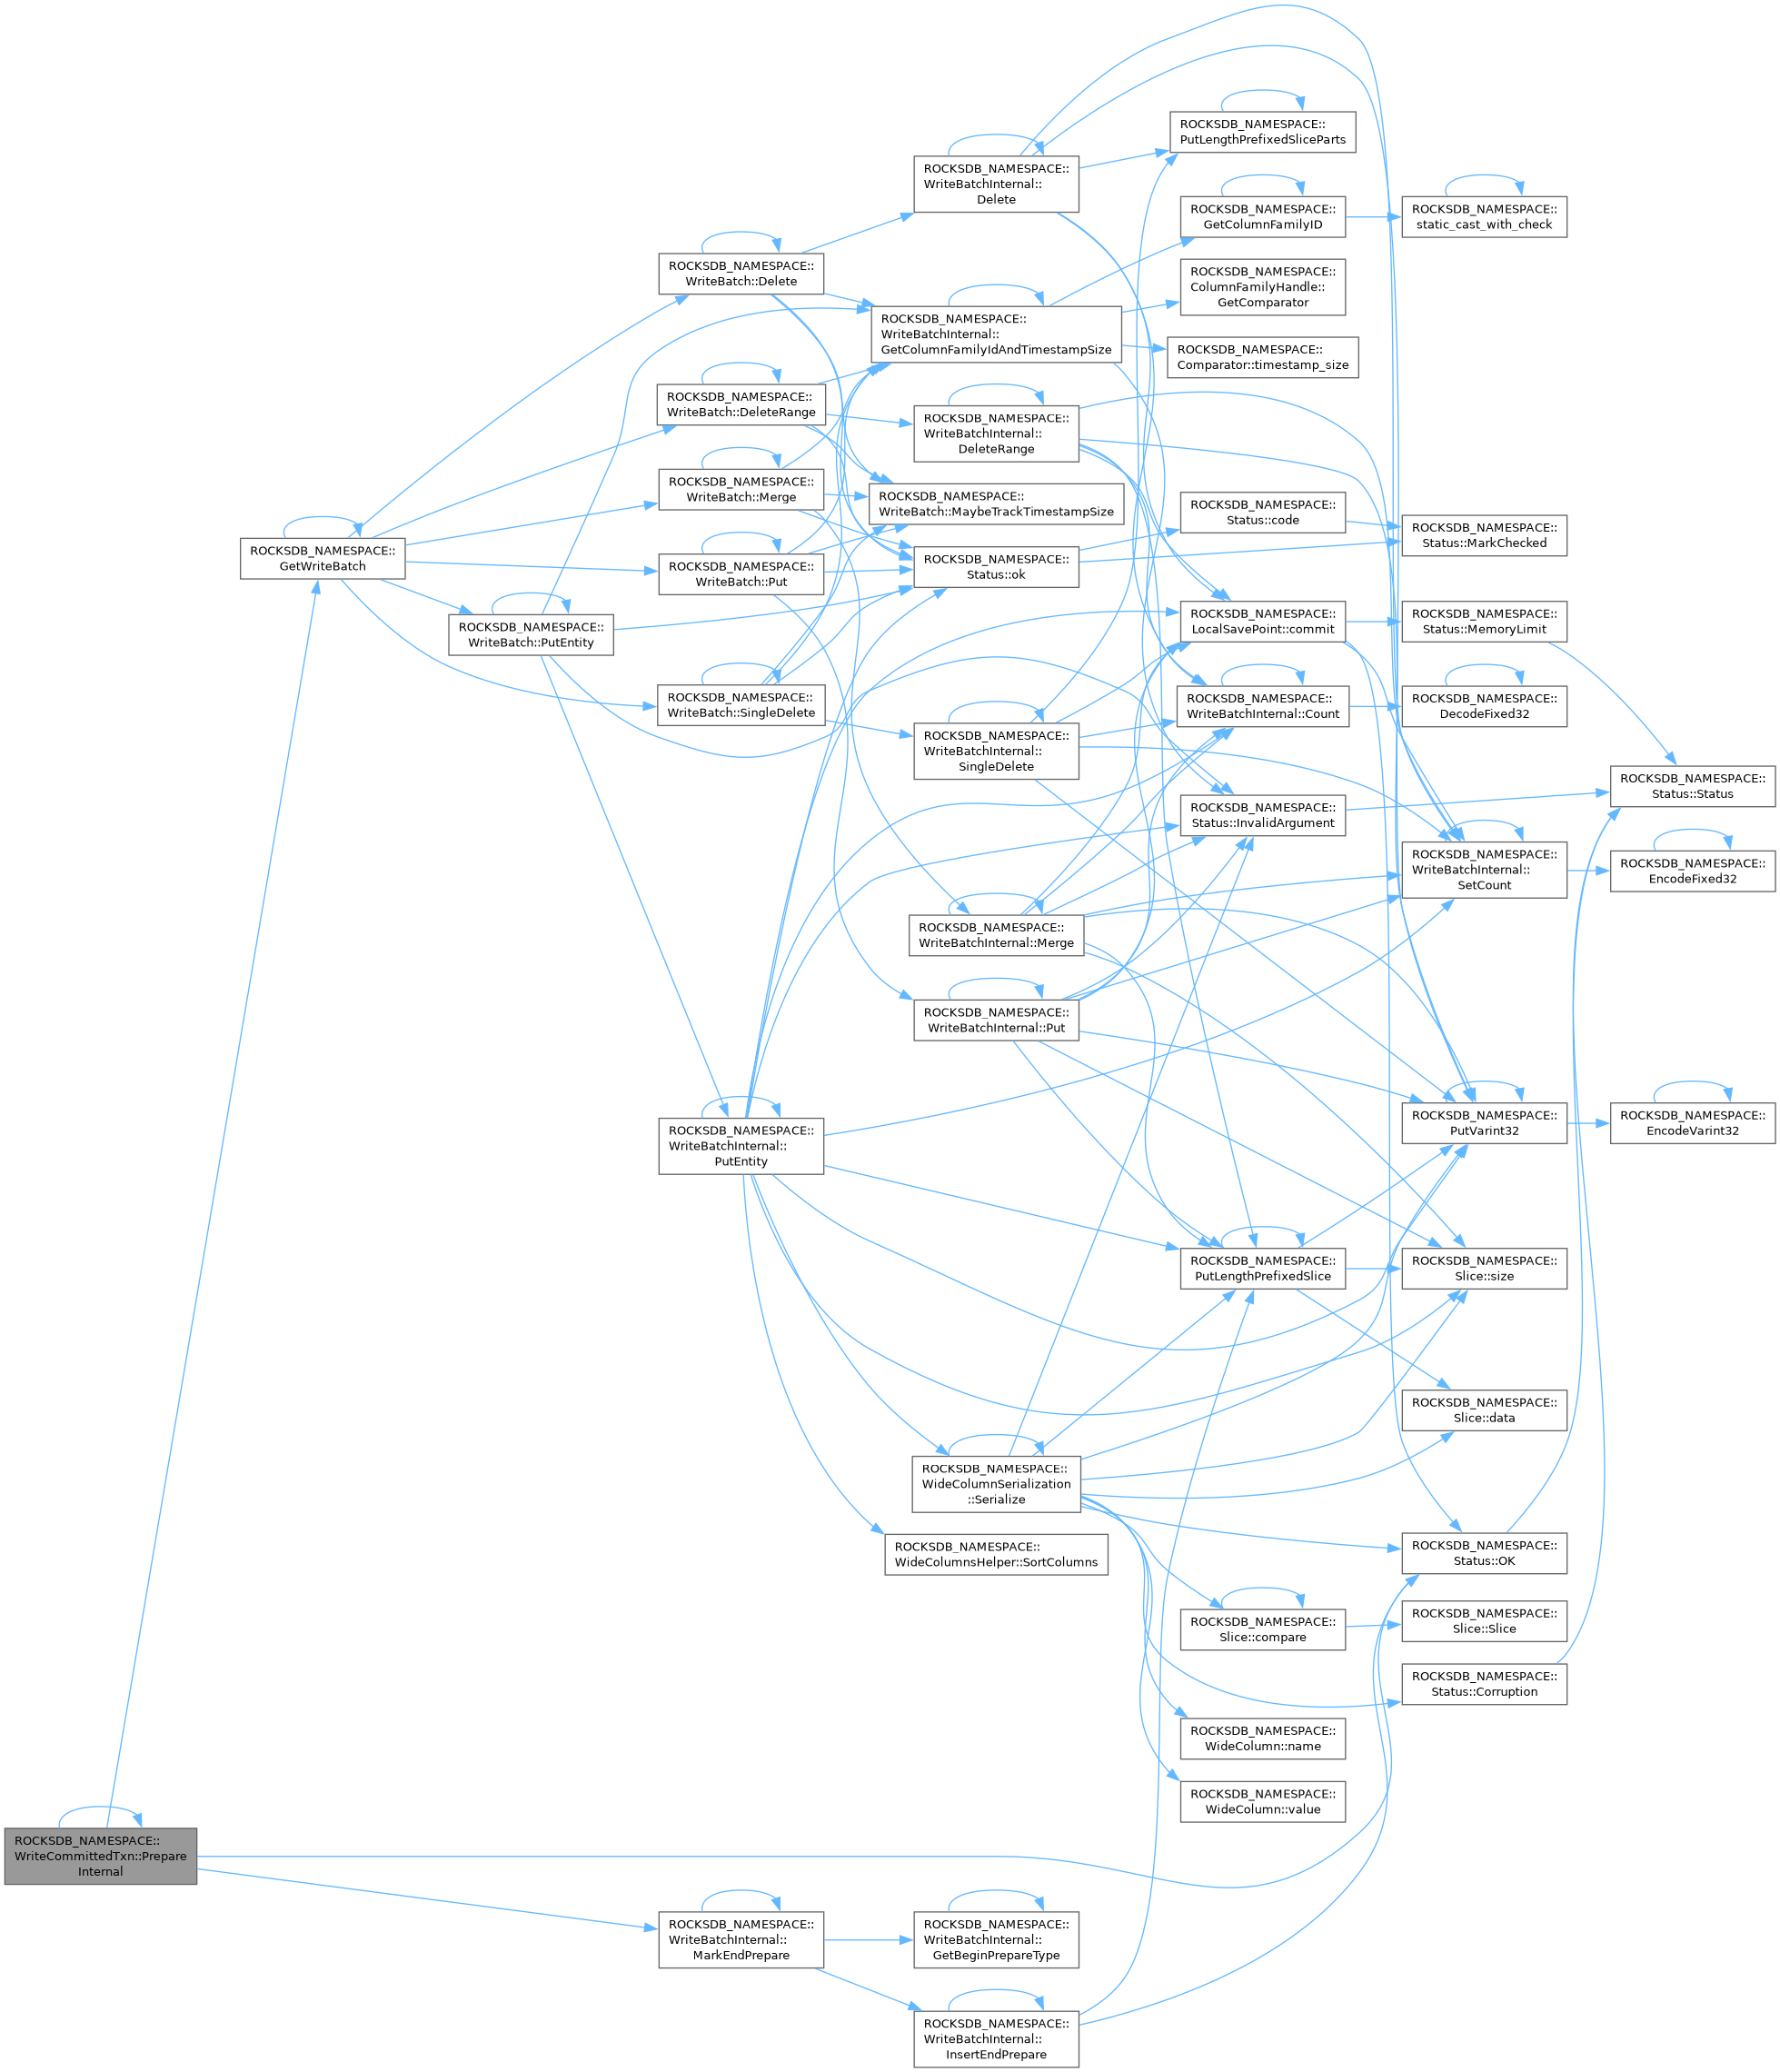 ROCKSDB_NAMESPACE::
WriteCommittedTxn::Prepare
Internal
ROCKSDB_NAMESPACE::
GetWriteBatch
ROCKSDB_NAMESPACE::
WriteBatch::PutEntity
ROCKSDB_NAMESPACE::
WriteBatch::Delete
ROCKSDB_NAMESPACE::
WriteBatch::DeleteRange
ROCKSDB_NAMESPACE::
WriteBatch::Merge
ROCKSDB_NAMESPACE::
WriteBatch::Put
ROCKSDB_NAMESPACE::
WriteBatch::SingleDelete
ROCKSDB_NAMESPACE::
WriteBatchInternal::
PutEntity
ROCKSDB_NAMESPACE::
WriteBatchInternal::
MarkEndPrepare
ROCKSDB_NAMESPACE::
WriteBatchInternal::
Delete
ROCKSDB_NAMESPACE::
WriteBatchInternal::
GetColumnFamilyIdAndTimestampSize
ROCKSDB_NAMESPACE::
WriteBatchInternal::
DeleteRange
ROCKSDB_NAMESPACE::
WriteBatch::MaybeTrackTimestampSize
ROCKSDB_NAMESPACE::
Status::ok
ROCKSDB_NAMESPACE::
WriteBatchInternal::
SingleDelete
ROCKSDB_NAMESPACE::
WriteBatchInternal::Merge
ROCKSDB_NAMESPACE::
WriteBatchInternal::Put
ROCKSDB_NAMESPACE::
WideColumnSerialization
::Serialize
ROCKSDB_NAMESPACE::
WideColumnsHelper::SortColumns
ROCKSDB_NAMESPACE::
WriteBatchInternal::
GetBeginPrepareType
ROCKSDB_NAMESPACE::
WriteBatchInternal::
InsertEndPrepare
ROCKSDB_NAMESPACE::
PutLengthPrefixedSliceParts
ROCKSDB_NAMESPACE::
GetColumnFamilyID
ROCKSDB_NAMESPACE::
ColumnFamilyHandle::
GetComparator
ROCKSDB_NAMESPACE::
Comparator::timestamp_size
ROCKSDB_NAMESPACE::
Status::code
ROCKSDB_NAMESPACE::
LocalSavePoint::commit
ROCKSDB_NAMESPACE::
WriteBatchInternal::Count
ROCKSDB_NAMESPACE::
Status::InvalidArgument
ROCKSDB_NAMESPACE::
PutLengthPrefixedSlice
ROCKSDB_NAMESPACE::
Slice::compare
ROCKSDB_NAMESPACE::
WideColumn::name
ROCKSDB_NAMESPACE::
WideColumn::value
ROCKSDB_NAMESPACE::
static_cast_with_check
ROCKSDB_NAMESPACE::
Status::MarkChecked
ROCKSDB_NAMESPACE::
Status::MemoryLimit
ROCKSDB_NAMESPACE::
DecodeFixed32
ROCKSDB_NAMESPACE::
WriteBatchInternal::
SetCount
ROCKSDB_NAMESPACE::
PutVarint32
ROCKSDB_NAMESPACE::
Slice::size
ROCKSDB_NAMESPACE::
Slice::data
ROCKSDB_NAMESPACE::
Status::OK
ROCKSDB_NAMESPACE::
Slice::Slice
ROCKSDB_NAMESPACE::
Status::Corruption
ROCKSDB_NAMESPACE::
Status::Status
ROCKSDB_NAMESPACE::
EncodeFixed32
ROCKSDB_NAMESPACE::
EncodeVarint32